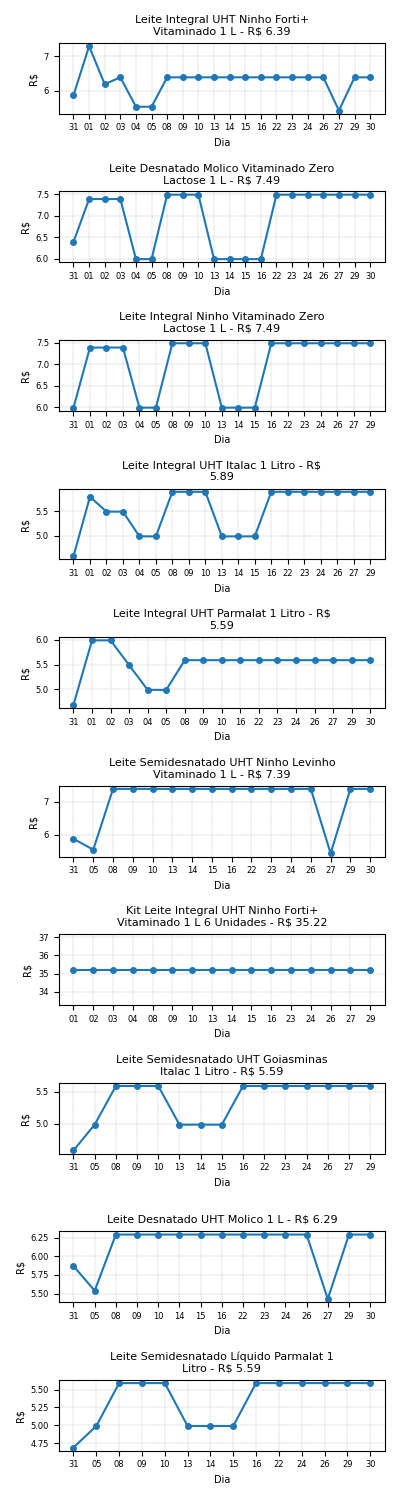 Leite Integral UHT Ninho Forti+
Vitaminado 1 L - R$ 6.39
7
6
R$
31 01 02 03 04 05 08 09 10 13 14 15 16 22 23 24 26 27 29 30
Dia
Leite Desnatado Molico Vitaminado Zero
Lactose 1 L - R$ 7.49
7.5
7.0
6.5
6.0
R$
31 01 02 03 04 05 08 09 10 13 14 15 16 22 23 24 26 27 29 30
Dia
Leite Integral Ninho Vitaminado Zero
Lactose 1 L - R$ 7.49
7.5
7.0
6.5
6.0
R$
31 01 02 03 04 05 08 09 10 13 14 15 16 22 23 24 26 27 29
Dia
Leite Integral UHT Italac 1 Litro - R$
5.89
5.5
5.0
R$
31 01 02 03 04 05 08 09 10 13 14 15 16 22 23 24 26 27 29
Dia
Leite Integral UHT Parmalat 1 Litro - R$
5.59
6.0
5.5
5.0
R$
31 01 02 03 04 05 08 09 10 16 22 23 24 26 27 29 30
Dia
Leite Semidesnatado UHT Ninho Levinho
Vitaminado 1 L - R$ 7.39
7
6
R$
31 05 08 09 10 13 14 15 16 22 23 24 26 27 29 30
Dia
Kit Leite Integral UHT Ninho Forti+
Vitaminado 1 L 6 Unidades - R$ 35.22
37
36
35
34
R$
01 02 03 04 08 09 10 13 14 15 16 23 24 26 27 29
Dia
Leite Semidesnatado UHT Goiasminas
Italac 1 Litro - R$ 5.59
5.5
5.0
R$
31 05 08 09 10 13 14 15 16 22 23 24 26 27 29
Dia
Leite Desnatado UHT Molico 1 L - R$ 6.29
6.25
6.00
5.75
5.50
R$
31 05 08 09 10 13 15 16 22 23 24 26 27 29 30
Dia
Leite Semidesnatado Líquido Parmalat 1
Litro - R$ 5.59
5.50
5.25
5.00
4.75
R$
31 05 08 09 10 13 14 15 16 23 24 26 27 30
Dia